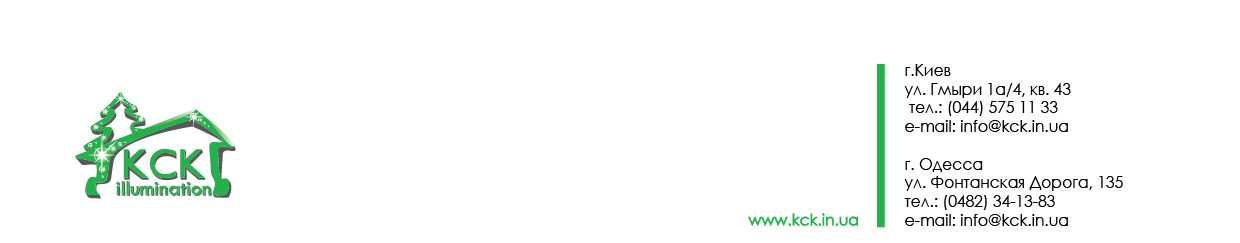 KCK
illumination
www.kck.in.ua
г.Киев
ул. Гмыри 1а/4, кв. 43
тел.: (044) 575 11 33
e-mail: info@kck.in.ua
г. Одесса
ул. Фонтанская Дорога, 135
тел.: (0482) 34-13-83
e-mail: info@kck.in.ua